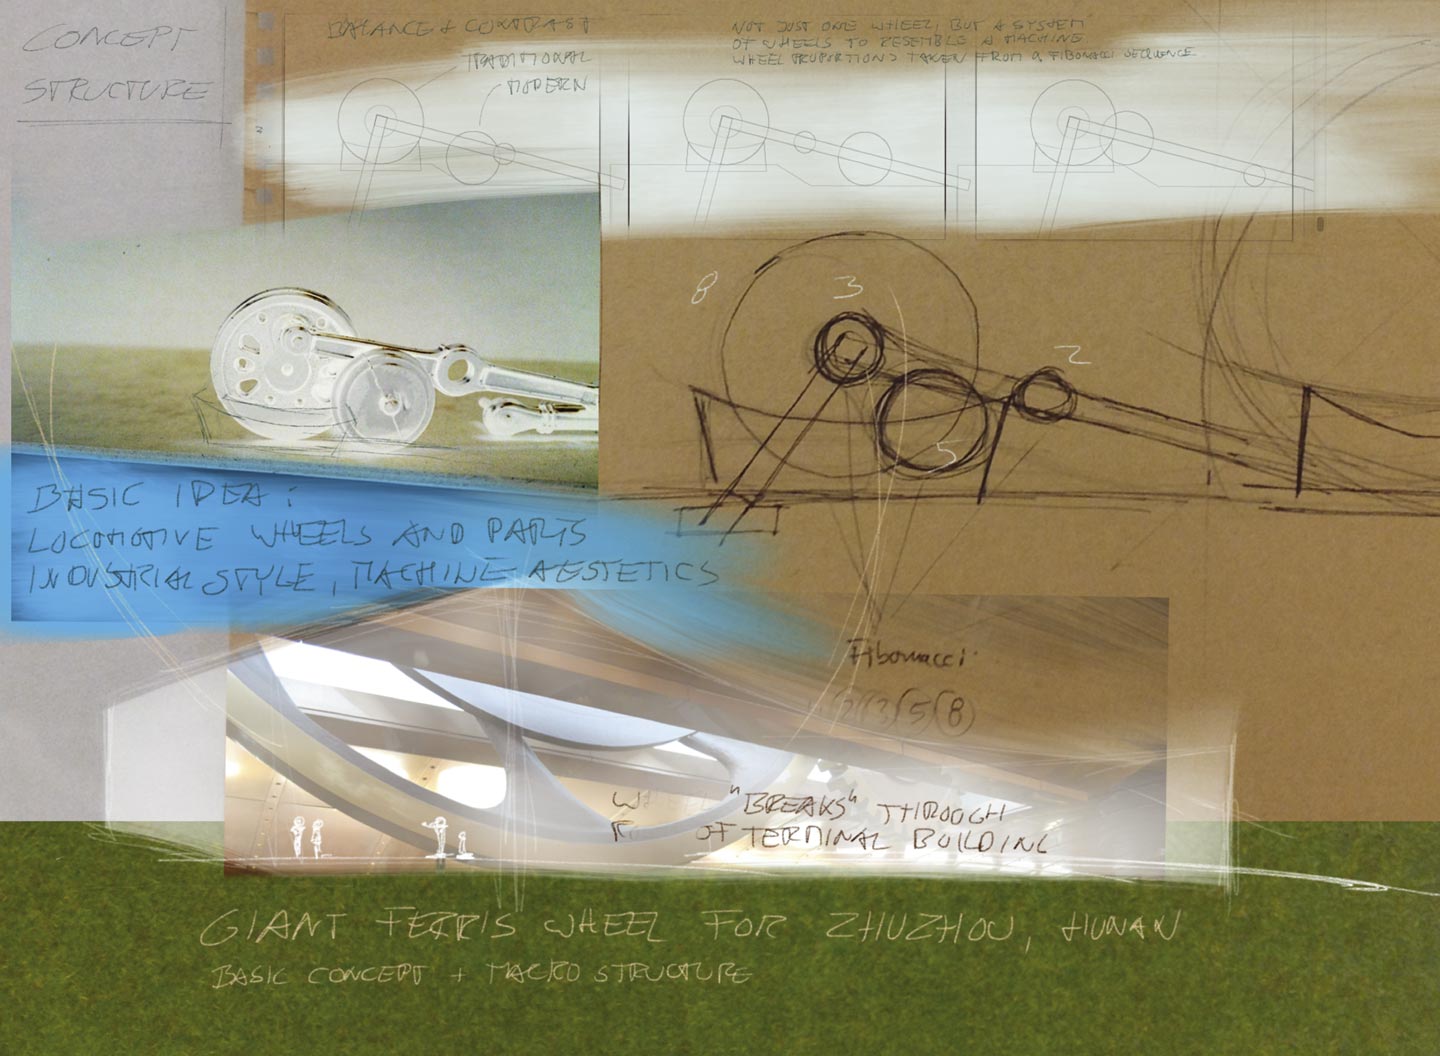 CONCEPT
STRUCTURE
BALANCE + CONTRAST
TRADITIONAL
MODERN
NOT JUST ONE WHEEL, BUT A SYSTEM
OF WHEELS TO RESEMBLE A MACHINE
WHEEL PROPORTIONS TAKEN FROM A FIBONACCI SEQUENCE
8
3
2
5
BASIC IDEA:
LOCOMOTIVE WHEELS AND PARTS
INDUSTRIAL STYLE, MACHINE AESTETICS
Fibonacci:
2 3 5 8
"BREAKS" THROUGH
OF TERMINAL BUILDING
GIANT FERRIS WHEEL FOR ZHUZHOU, HUNAN
BASIC CONCEPT + MACRO STRUCTURE